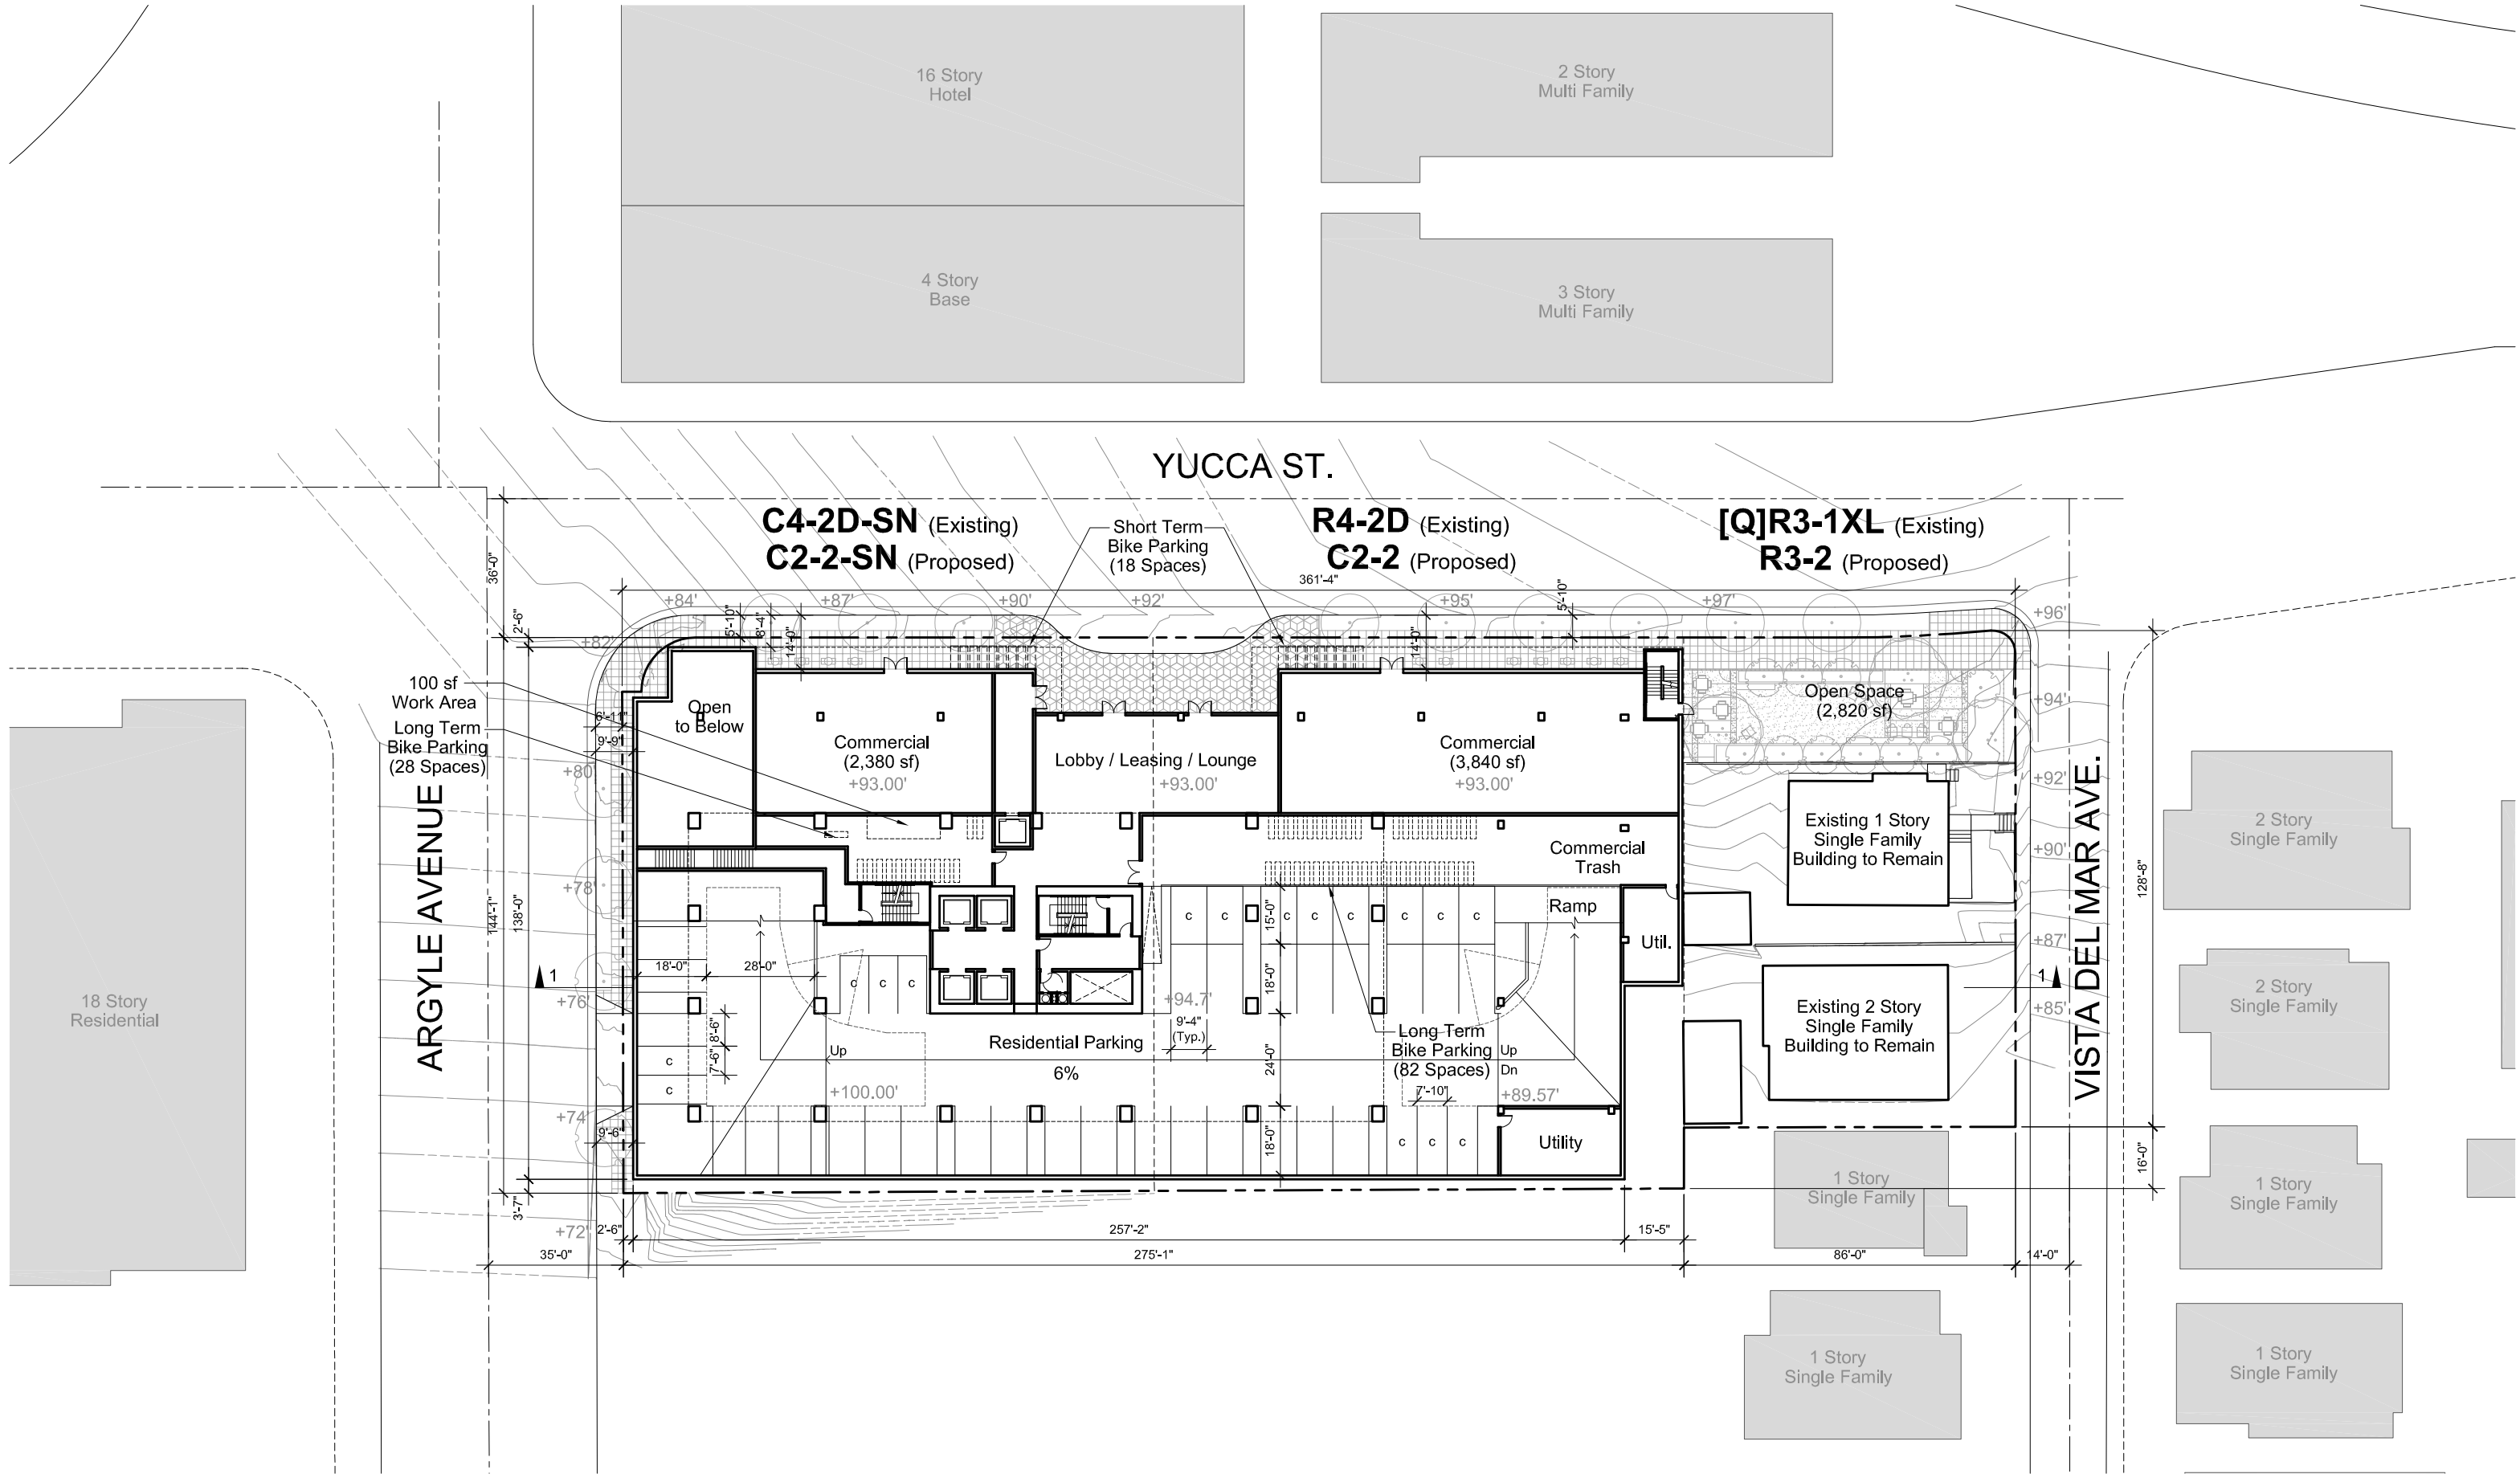 16 Story
Hotel
2 Story
Multi Family
4 Story
Base
3 Story
Multi Family
YUCCA ST.
C4-2D-SN (Existing)
C2-2-SN (Proposed)
Short Term
Bike Parking
(18 Spaces)
R4-2D (Existing)
C2-2 (Proposed)
[Q]R3-1XL (Existing)
R3-2 (Proposed)
36'-0"
361'-4"
2'-6"
+84'
5'-10"
8'-4"
14'-0"
+87'
+90'
+92'
14'-0"
+95'
5'-10"
+97'
+96'
+82'
100 sf
Work Area
Long Term
Bike Parking
(28 Spaces)
6'-11"
9'-9"
+80'
Open
to Below
Commercial
(2,380 sf)
+93.00'
Lobby / Leasing / Lounge
+93.00'
Commercial
(3,840 sf)
+93.00'
Open Space
(2,820 sf)
+94'
+92'
ARGYLE AVENUE
144'-1"
138'-0"
+78'
Commercial
Trash
Existing 1 Story
Single Family
Building to Remain
+90'
VISTA DEL MAR AVE.
128'-8"
2 Story
Single Family
c
c
15'-0"
c
c
c
c
c
c
Ramp
Util.
+87'
18 Story
Residential
1
18'-0"
28'-0"
c
c
c
+76'
+94.7'
9'-4"
(Typ.)
18'-0"
1
+85'
Existing 2 Story
Single Family
Building to Remain
2 Story
Single Family
8'-6"
7'-6"
c
c
Up
Residential Parking
6%
24'-0"
Long Term
Bike Parking
(82 Spaces)
Up
Dn
+100.00'
7'-10"
+89.57'
+74'
9'-6"
18'-0"
c
c
c
Utility
16'-0"
1 Story
Single Family
1 Story
Single Family
3'-7"
+72'
2'-6"
257'-2"
15'-5"
35'-0"
275'-1"
86'-0"
14'-0"
1 Story
Single Family
1 Story
Single Family